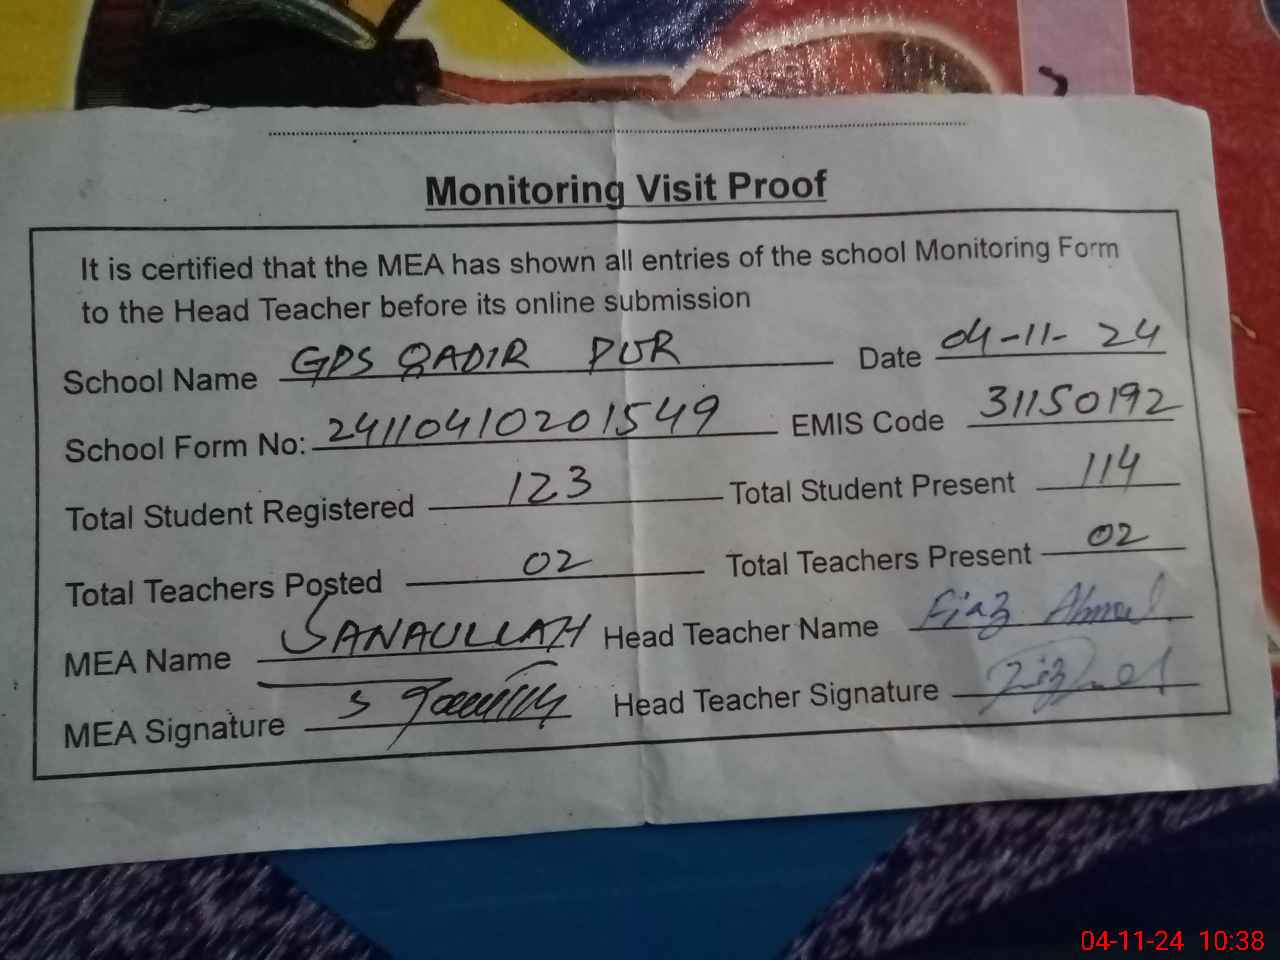 Monitoring Visit Proof
It is certified that the MEA has shown all entries of the school Monitoring Form
to the Head Teacher before its online submission
School Name GPS QADIR PUR Date 04-11-24
School Form No: 24110410201549 EMIS Code 31150192
Total Student Registered 123 Total Student Present 114
Total Teachers Posted 02 Total Teachers Present 02
MEA Name SANAULLAH Head Teacher Name Fiaz Ahmad
MEA Signature Head Teacher Signature
04-11-24 10:38